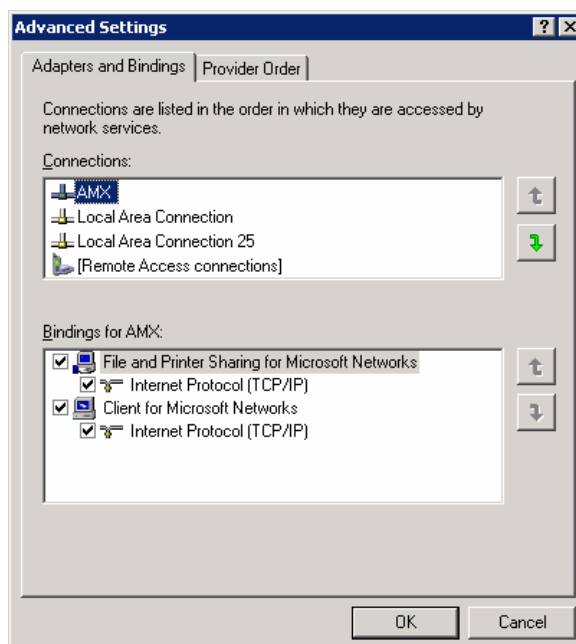 Advanced Settings
Adapters and Bindings Provider Order
Connections are listed in the order in which they are accessed by
network services.
Connections:
AMX
Local Area Connection
Local Area Connection 25
[Remote Access connections]
Bindings for AMX:
File and Printer Sharing for Microsoft Networks
Internet Protocol (TCP/IP)
Client for Microsoft Networks
Internet Protocol (TCP/IP)
OK Cancel